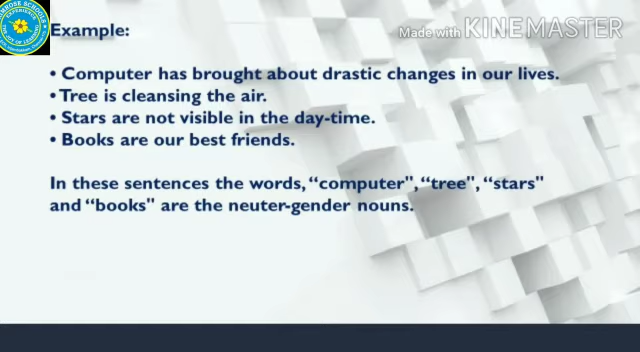 Example:
Made with KINEMASTER
• Computer has brought about drastic changes in our lives.
• Tree is cleansing the air.
• Stars are not visible in the day-time.
• Books are our best friends.
In these sentences the words, “computer", “tree", “stars"
and “books" are the neuter-gender nouns.